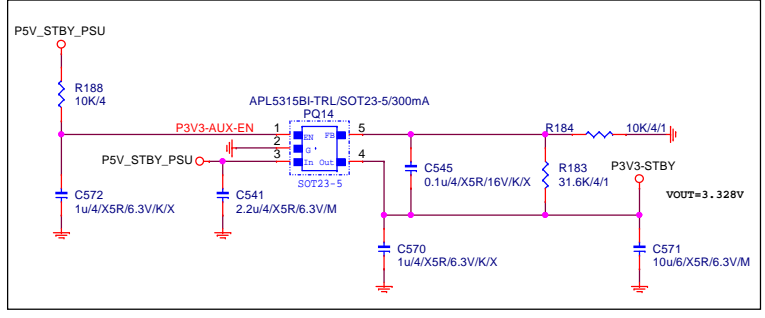 P5V_STBY_PSU
R188
10K/4
APL5315BI-TRL/SOT23-5/300mA
PQ14
P3V3-AUX-EN
1
EN
FB
5
2
G
3
In
Out
4
SOT23-5
P5V_STBY_PSU
R184
10K/4/1
C545
0.1u/4/X5R/16V/K/X
R183
31.6K/4/1
P3V3-STBY
VOUT=3.328V
C572
1u/4/X5R/6.3V/K/X
C541
2.2u/4/X5R/6.3V/M
C570
1u/4/X5R/6.3V/K/X
C571
10u/6/X5R/6.3V/M